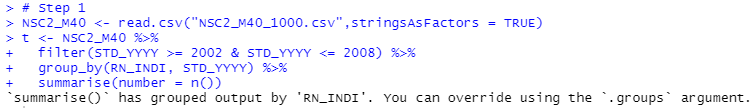 > # Step 1
> NSC2_M40 <- read.csv("NSC2_M40_1000.csv",stringsAsFactors = TRUE)
> t <- NSC2_M40 %>%
+   filter(STD_YYYY >= 2002 & STD_YYYY <= 2008) %>%
+   group_by(RN_INDI, STD_YYYY) %>%
+   summarise(number = n())
`summarise()` has grouped output by 'RN_INDI'. You can override using the `.groups` argument.